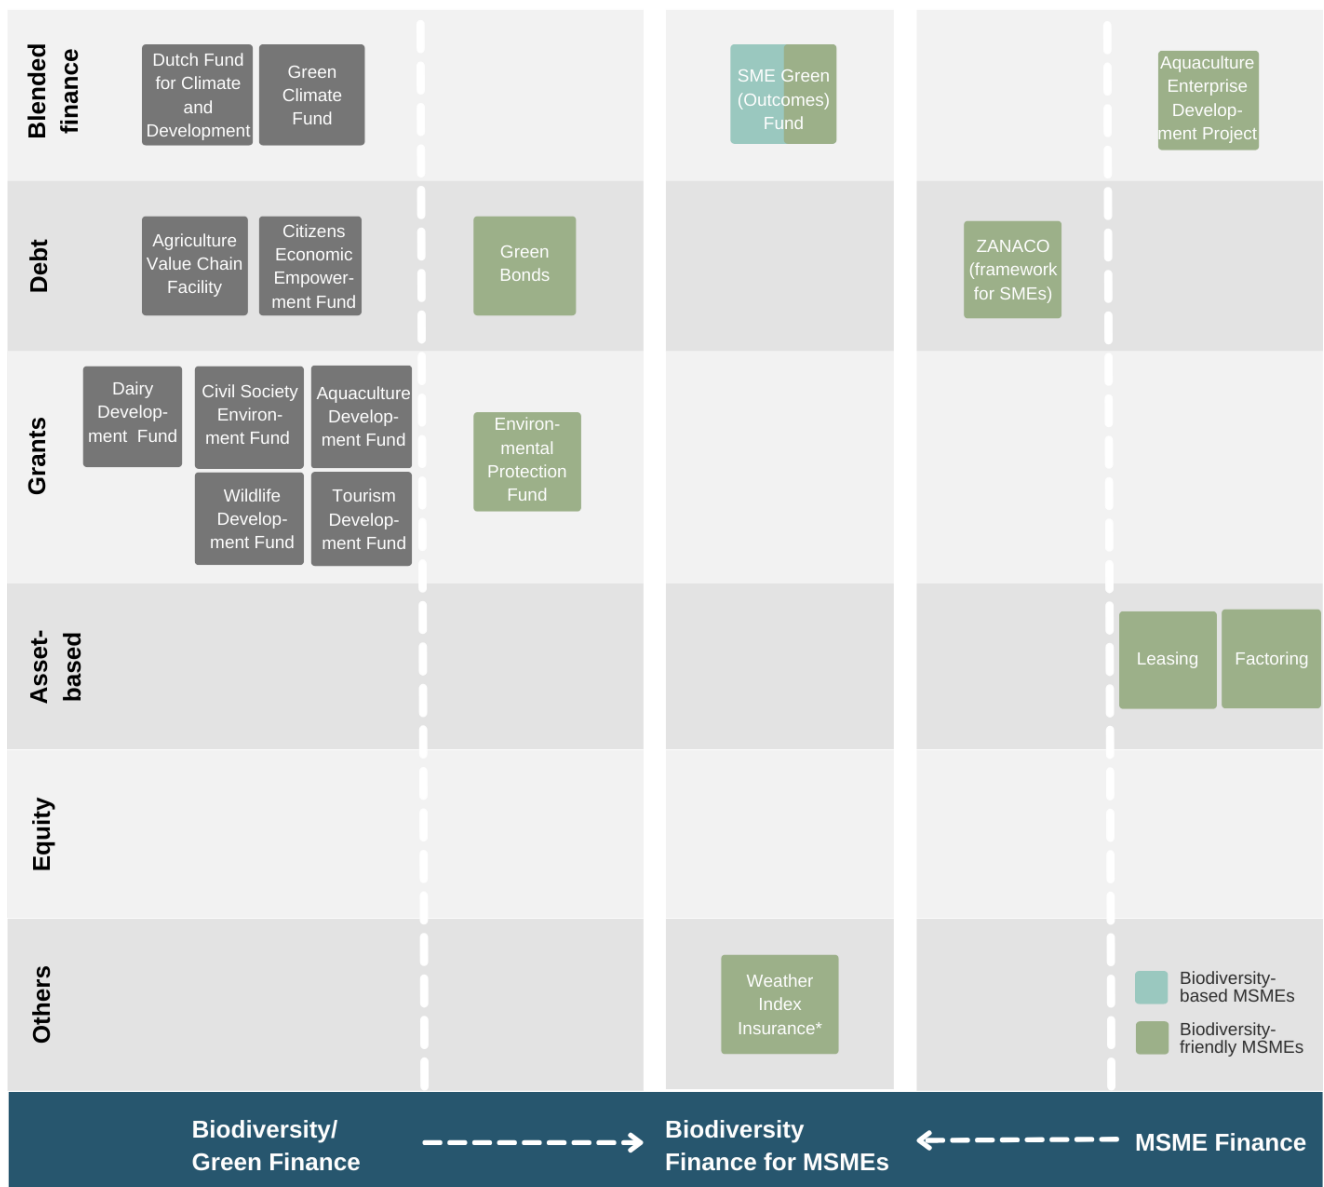 Blended
finance
Dutch Fund
for Climate
and
Development
Green
Climate
Fund
SME Green
(Outcomes)
Fund
Aquaculture
Enterprise
Develop-
ment Project
Debt
Agriculture
Value Chain
Facility
Citizens
Economic
Empower-
ment Fund
Green
Bonds
ZANACO
(framework
for SMEs)
Grants
Dairy
Develop-
ment Fund
Civil Society
Environ-
ment Fund
Aquaculture
Develop-
ment Fund
Wildlife
Develop-
ment Fund
Tourism
Develop-
ment Fund
Environ-
mental
Protection
Fund
Asset-
based
Leasing
Factoring
Equity
Others
Weather
Index
Insurance*
Biodiversity-
based MSMEs
Biodiversity-
friendly MSMEs
Biodiversity/
Green Finance
Biodiversity
Finance for MSMEs
MSME Finance